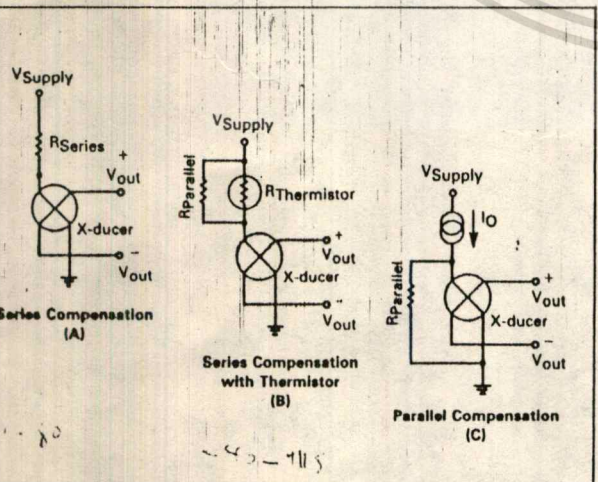 VSupply
RSeries
+
Vout
X-ducer
-
Vout
Series Compensation
(A)
VSupply
RParallel
RThermistor
+
Vout
X-ducer
-
Vout
Series Compensation
with Thermistor
(B)
VSupply
IO
RParallel
+
Vout
X-ducer
-
Vout
Parallel Compensation
(C)